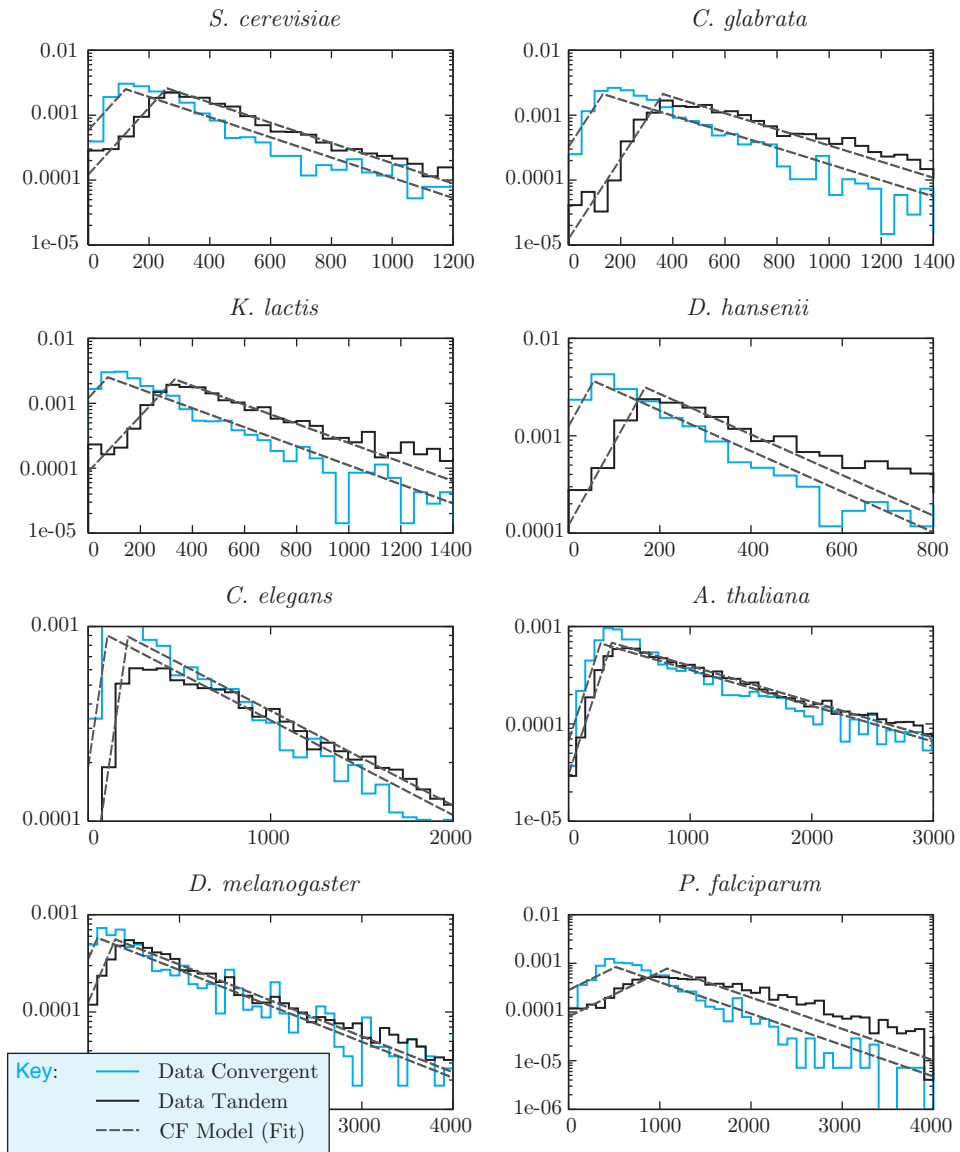 S. cerevisiae
C. glabrata
0.01
0.001
0.0001
1e-05
0 200 400 600 800 1000 1200
0.01
0.001
0.0001
1e-05
0 200 400 600 800 1000 1200 1400
K. lactis
D. hansenii
0.01
0.001
0.0001
1e-05
0 200 400 600 800 1000 1200 1400
0.01
0.001
0.0001
0 200 400 600 800
C. elegans
A. thaliana
0.001
0.0001
0 1000 2000
0.001
0.0001
1e-05
0 1000 2000 3000
D. melanogaster
P. falciparum
0.001
0.0001
3000 4000
0.01
0.001
0.0001
1e-05
1e-06
0 1000 2000 3000 4000
Key:
Data Convergent
Data Tandem
CF Model (Fit)